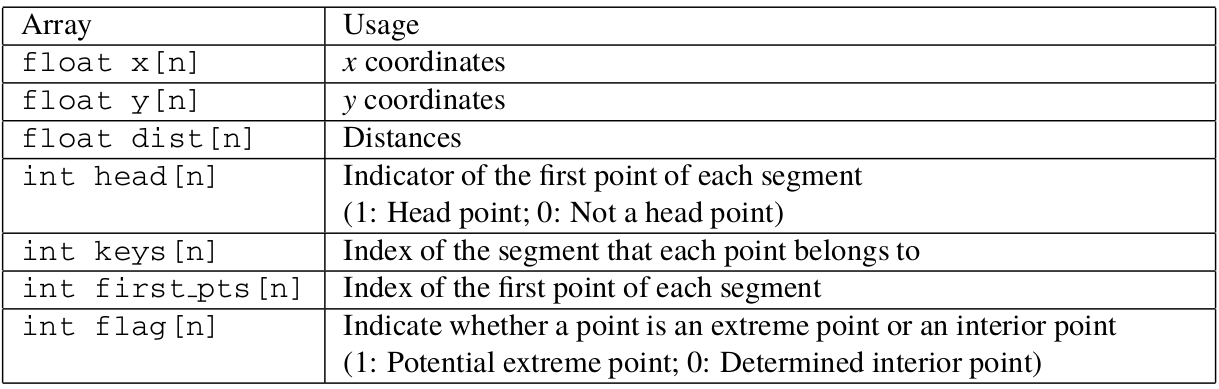 Array Usage
float x[n] x coordinates
float y[n] y coordinates
float dist[n] Distances
int head[n] Indicator of the first point of each segment
(1: Head point; 0: Not a head point)
int keys[n] Index of the segment that each point belongs to
int first_pts[n] Index of the first point of each segment
int flag[n] Indicate whether a point is an extreme point or an interior point
(1: Potential extreme point; 0: Determined interior point)